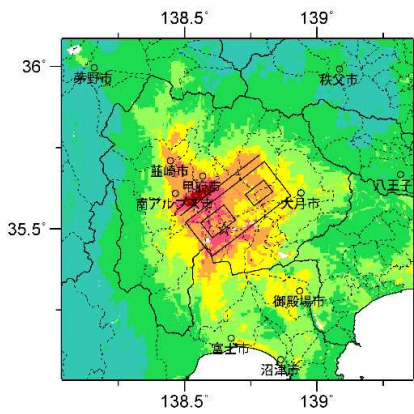 138.5˚ 139˚
36˚
茅野市
秩父市
韮崎市
甲府市
八王子
南アルプス市
大月市
35.5˚
御殿場市
富士市
沼津市
138.5˚ 139˚